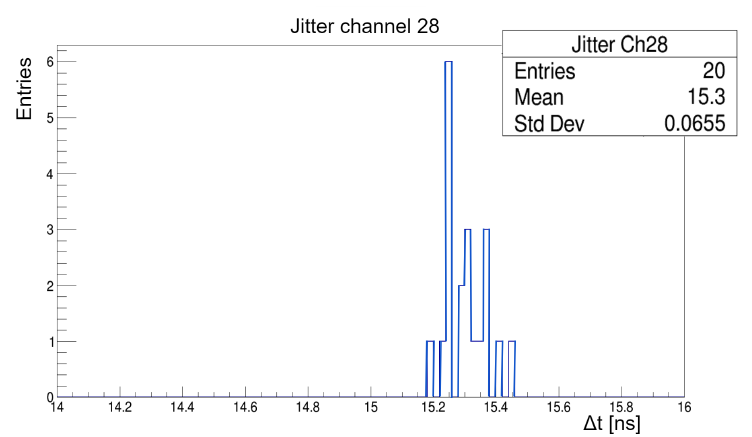 Jitter channel 28
Jitter Ch28
Entries 20
Mean 15.3
Std Dev 0.0655
Entries
6
5
4
3
2
1
0
14 14.2 14.4 14.6 14.8 15 15.2 15.4 15.6 15.8 16
Δt [ns]